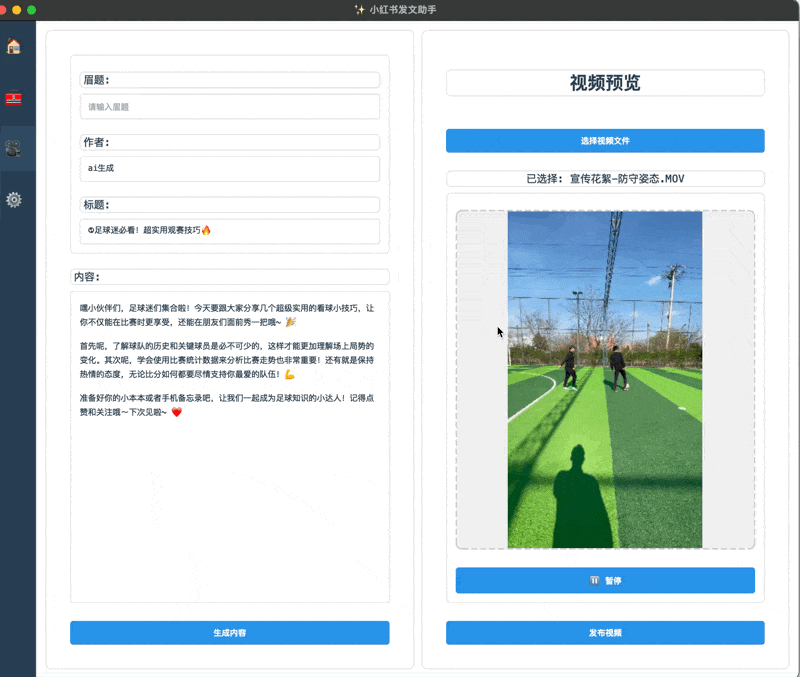 ✨ 小红书发文助手
眉题:
请输入眉题
作者:
ai生成
标题:
⚽足球迷必看！超实用观赛技巧🔥
内容:
嘿小伙伴们，足球迷们集合啦！今天要跟大家分享几个超级实用的看球小技巧，让
你不仅能在比赛时更享受，还能在朋友们面前秀一把哦~ 🎉
首先呢，了解球队的历史和关键球员是必不可少的，这样才能更加理解场上局势的
变化。其次呢，学会使用比赛统计数据来分析比赛走势也非常重要！还有就是保持
热情的态度，无论比分如何都要尽情支持你最爱的队伍！💪
准备好你的小本本或者手机备忘录吧，让我们一起成为足球知识的小达人！记得点
赞和关注哦~下次见啦~ ❤️
生成内容
视频预览
选择视频文件
已选择: 宣传花絮-防守姿态.MOV
⏸ 暂停
发布视频